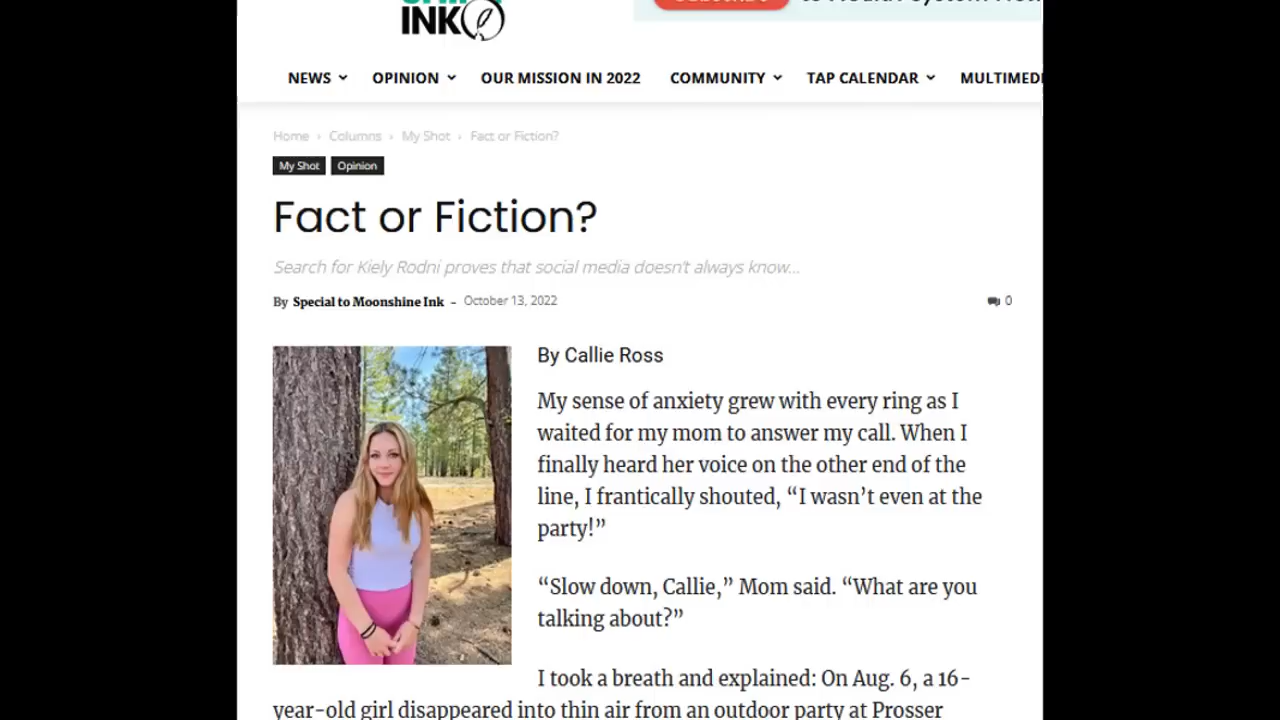 INK
NEWS OPINION OUR MISSION IN 2022 COMMUNITY TAP CALENDAR
Home › Columns › My Shot › Fact or Fiction?
My Shot Opinion
Fact or Fiction?
Search for Kiely Rodni proves that social media doesn't always know...
By Special to Moonshine Ink - October 13, 2022 0
By Callie Ross
My sense of anxiety grew with every ring as I
waited for my mom to answer my call. When I
finally heard her voice on the other end of the
line, I frantically shouted, “I wasn’t even at the
party!”
“Slow down, Callie,” Mom said. “What are you
talking about?”
I took a breath and explained: On Aug. 6, a 16-
year-old girl disappeared into thin air from an outdoor party at Prosser